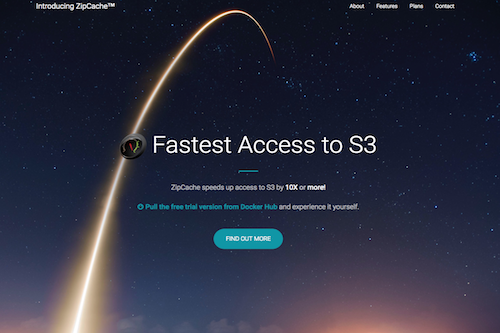 Introducing ZipCache™
About Features Plans Contact
Fastest Access to S3
ZipCache speeds up access to S3 by 10X or more!
Pull the free trial version from Docker Hub and experience it yourself.
FIND OUT MORE